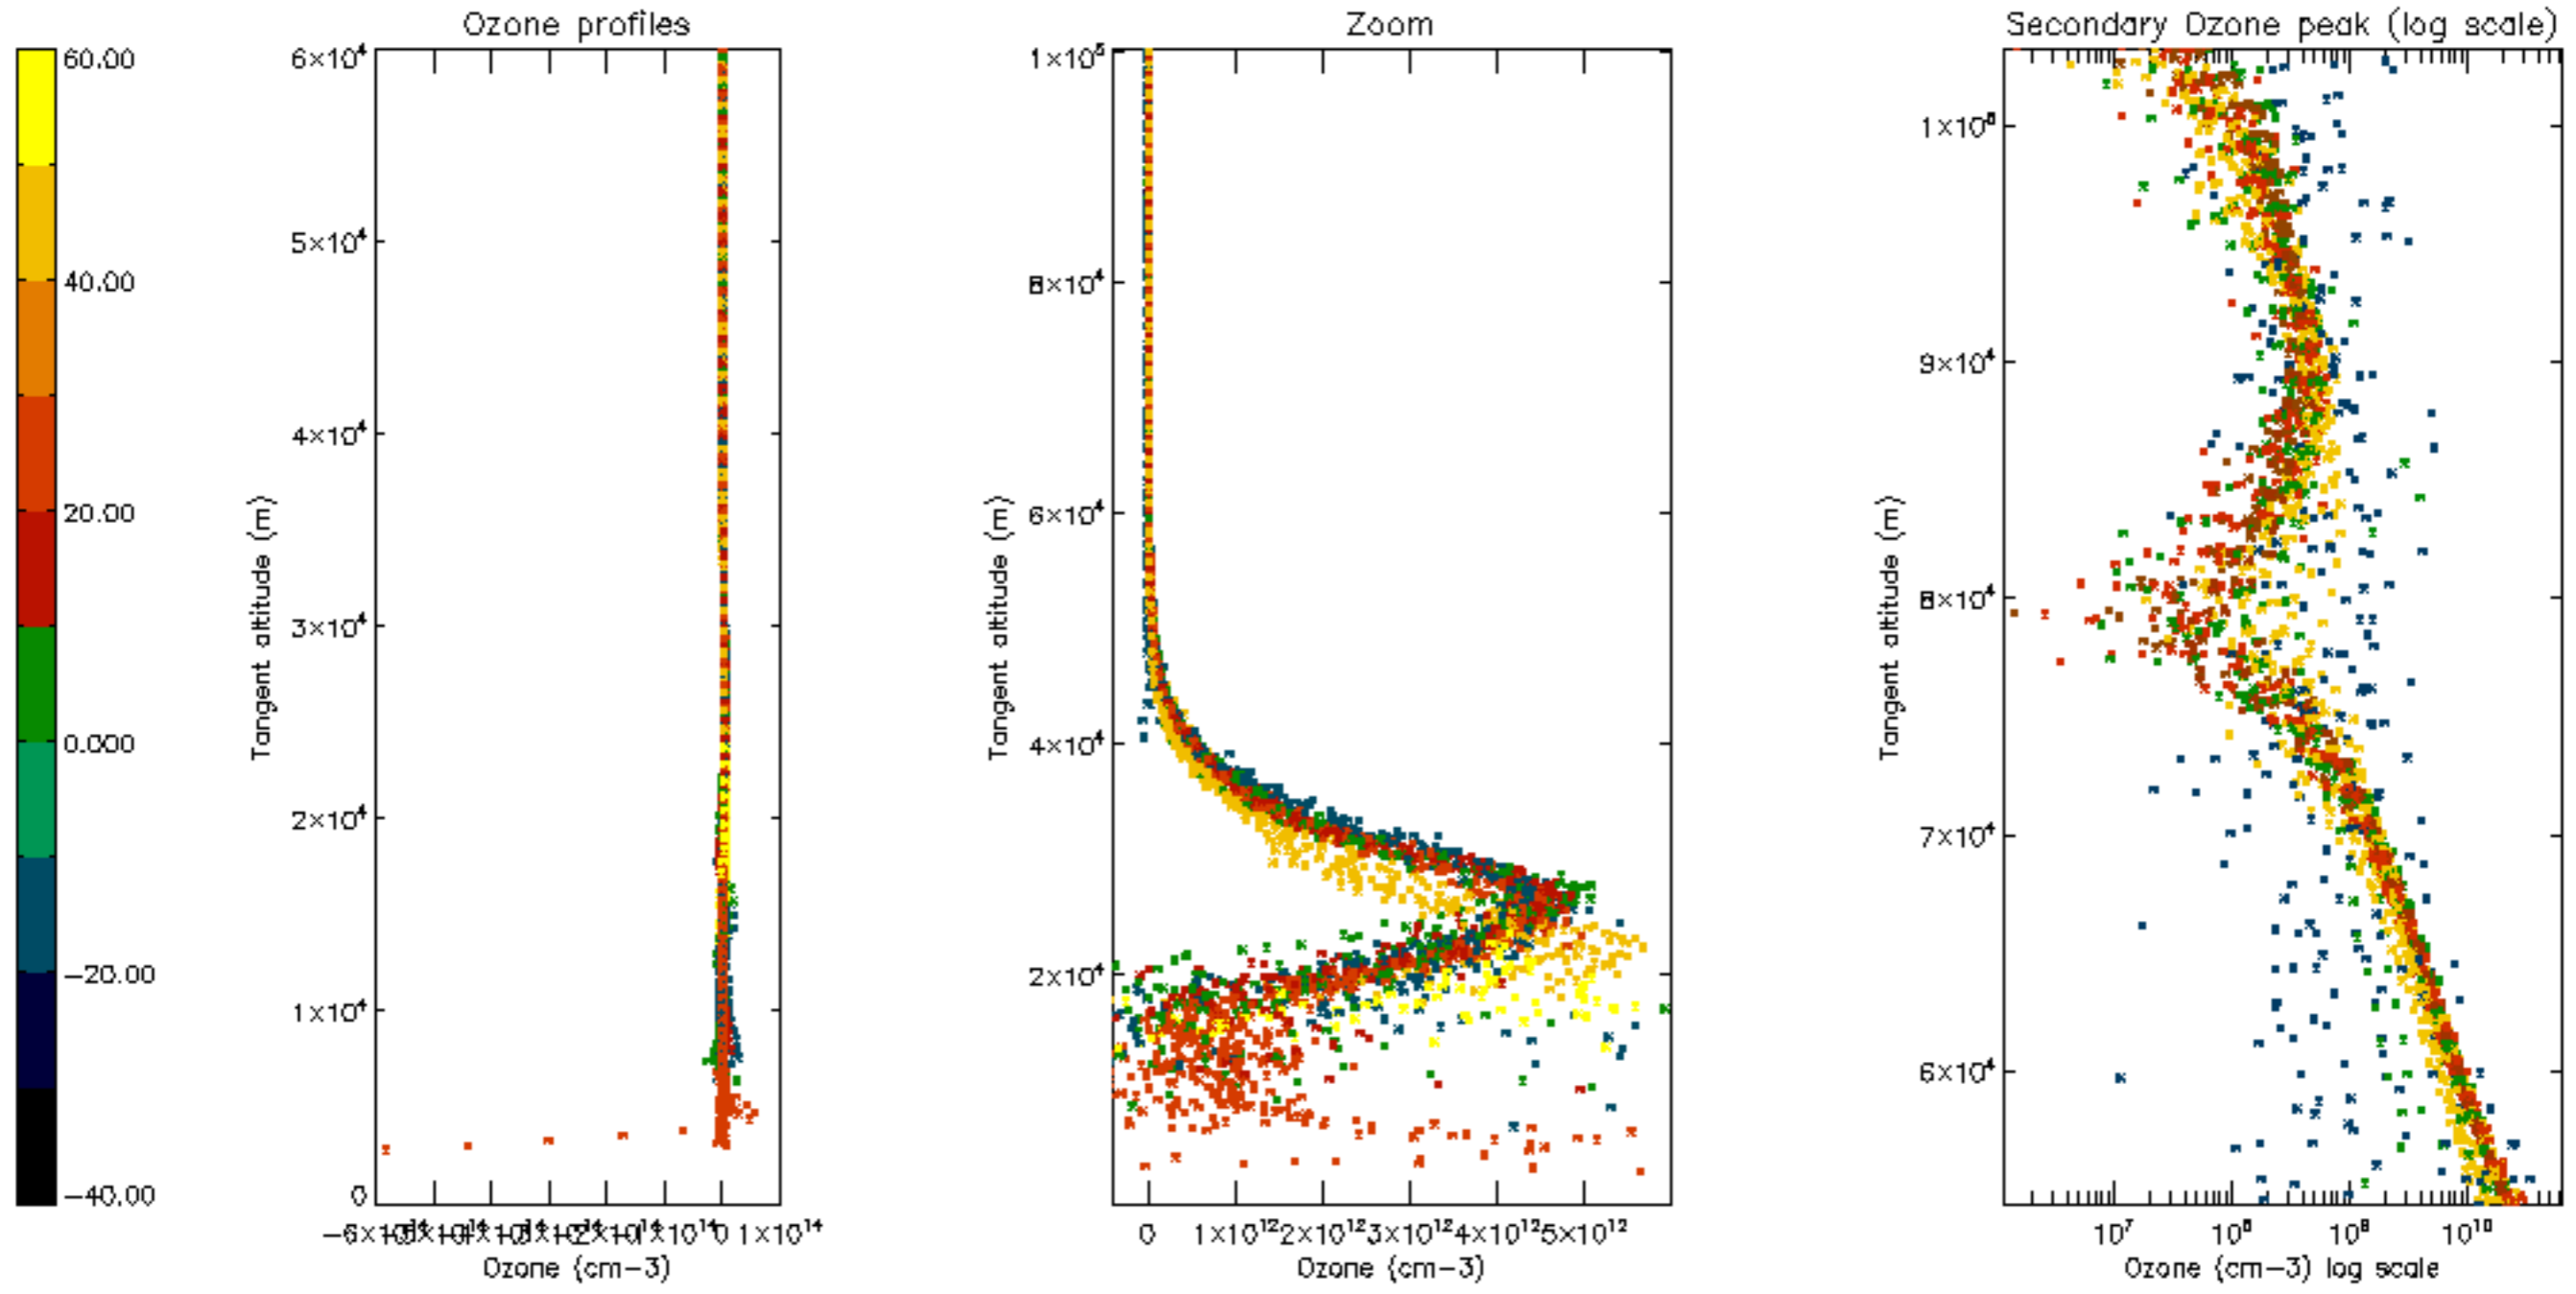 Ozone profiles
Zoom
Secondary Ozone peak (log scale)
60.00
40.00
20.00
0.000
−20.00
−40.00
6×10⁴
5×10⁴
4×10⁴
3×10⁴
2×10⁴
1×10⁴
0
Tangent altitude (m)
0 1×10¹⁴
Ozone (cm−3)
1×10⁵
8×10⁴
6×10⁴
4×10⁴
2×10⁴
Tangent altitude (m)
0 1×10¹² 2×10¹² 3×10¹² 4×10¹² 5×10¹²
Ozone (cm−3)
1×10⁵
9×10⁴
8×10⁴
7×10⁴
6×10⁴
Tangent altitude (m)
10⁷ 10⁸ 10⁹ 10¹⁰
Ozone (cm−3) log scale